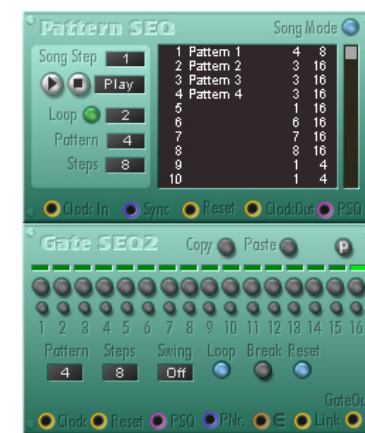 Pattern SEQ Song Mode
Song Step 1
Play
Loop 2
Pattern 4
Steps 8
1 Pattern 1 4 8
2 Pattern 2 3 16
3 Pattern 3 3 16
4 Pattern 4 3 16
5 1 16
6 6 16
7 7 16
8 8 16
9 1 4
10 1 4
Clock In Sync Reset ClockOut PSQ
Gate SEQ2 Copy Paste P
1 2 3 4 5 6 7 8 9 10 11 12 13 14 15 16
Pattern Steps Swing Loop Break Reset
4 8 Off
GateOu
Clock Reset PSQ PNr. E Link